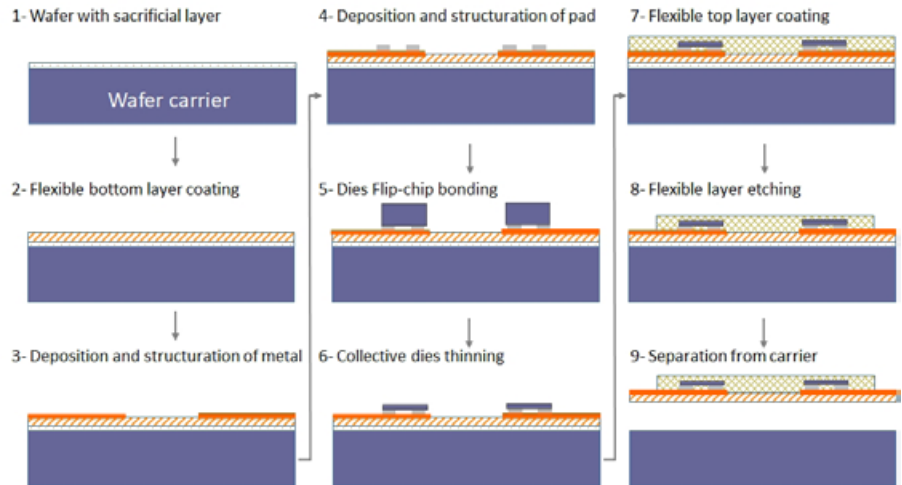 1- Wafer with sacrificial layer
Wafer carrier
2- Flexible bottom layer coating
3- Deposition and structuration of metal
4- Deposition and structuration of pad
5- Dies Flip-chip bonding
6- Collective dies thinning
7- Flexible top layer coating
8- Flexible layer etching
9- Separation from carrier